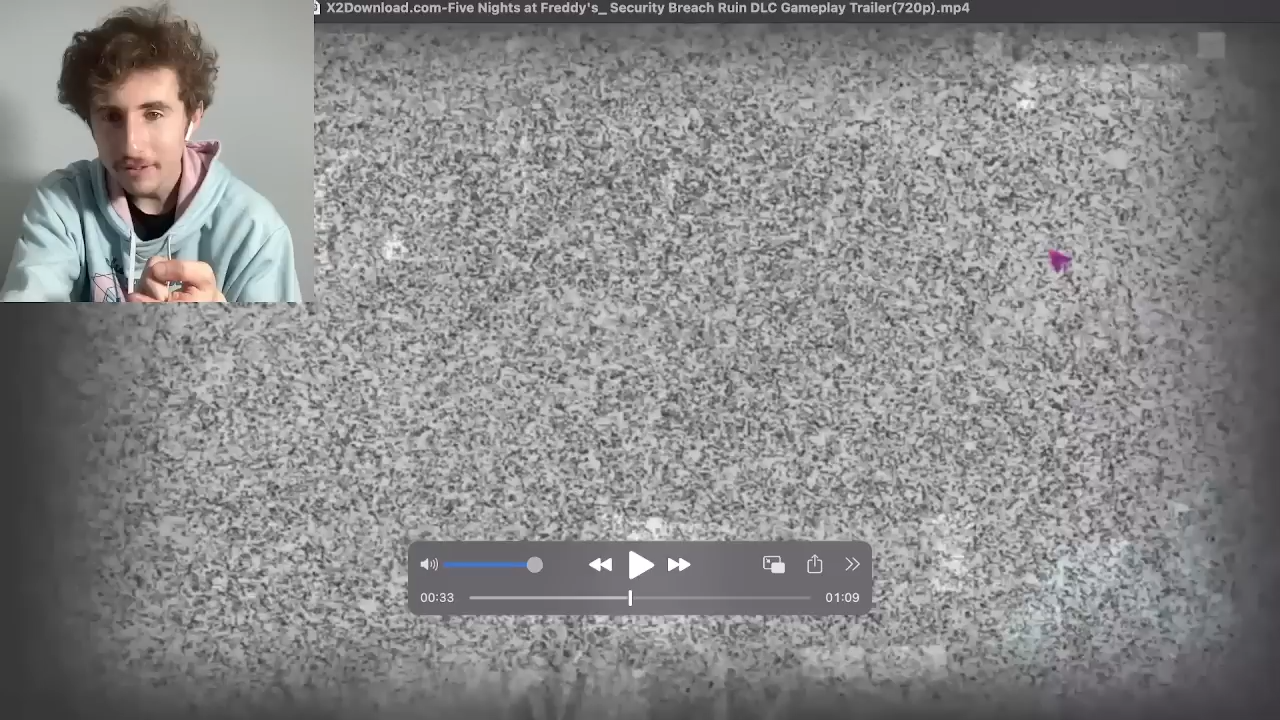 X2Download.com-Five Nights at Freddy's_ Security Breach Ruin DLC Gameplay Trailer(720p).mp4
00:33
01:09